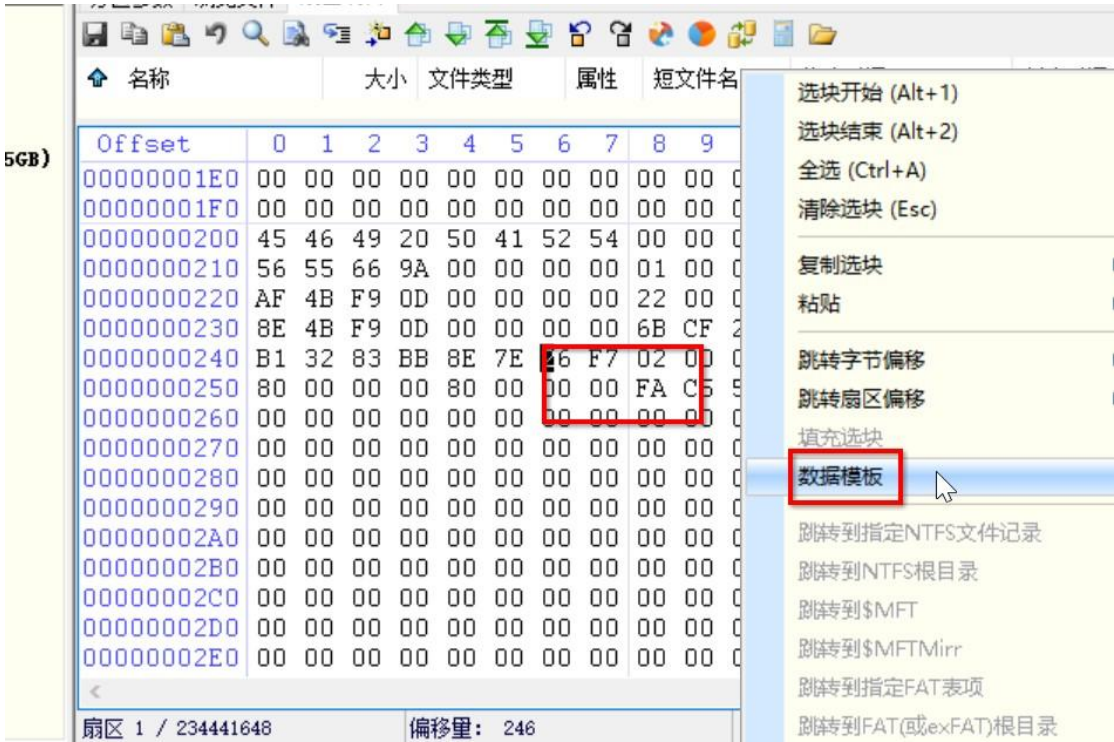 5GB)
名称 大小 文件类型 属性 短文件名
Offset 0 1 2 3 4 5 6 7 8 9
00000001E0 00 00 00 00 00 00 00 00 00 00
00000001F0 00 00 00 00 00 00 00 00 00 00
0000000200 45 46 49 20 50 41 52 54 00 00
0000000210 56 55 66 9A 00 00 00 00 01 00
0000000220 AF 4B F9 0D 00 00 00 00 22 00
0000000230 8E 4B F9 0D 00 00 00 00 6B CF
0000000240 B1 32 83 BB 8E 7E 26 F7 02 00
0000000250 80 00 00 00 80 00 00 00 FA C5
0000000260 00 00 00 00 00 00 00 00 00 00
0000000270 00 00 00 00 00 00 00 00 00 00
0000000280 00 00 00 00 00 00 00 00 00 00
0000000290 00 00 00 00 00 00 00 00 00 00
00000002A0 00 00 00 00 00 00 00 00 00 00
00000002B0 00 00 00 00 00 00 00 00 00 00
00000002C0 00 00 00 00 00 00 00 00 00 00
00000002D0 00 00 00 00 00 00 00 00 00 00
00000002E0 00 00 00 00 00 00 00 00 00 00
扇区 1 / 234441648 偏移量: 246
选块开始 (Alt+1)
选块结束 (Alt+2)
全选 (Ctrl+A)
清除选块 (Esc)
复制选块
粘贴
跳转字节偏移
跳转扇区偏移
填充选块
数据模板
跳转到指定NTFS文件记录
跳转到NTFS根目录
跳转到$MFT
跳转到$MFTMirr
跳转到指定FAT表项
跳转到FAT(或exFAT)根目录